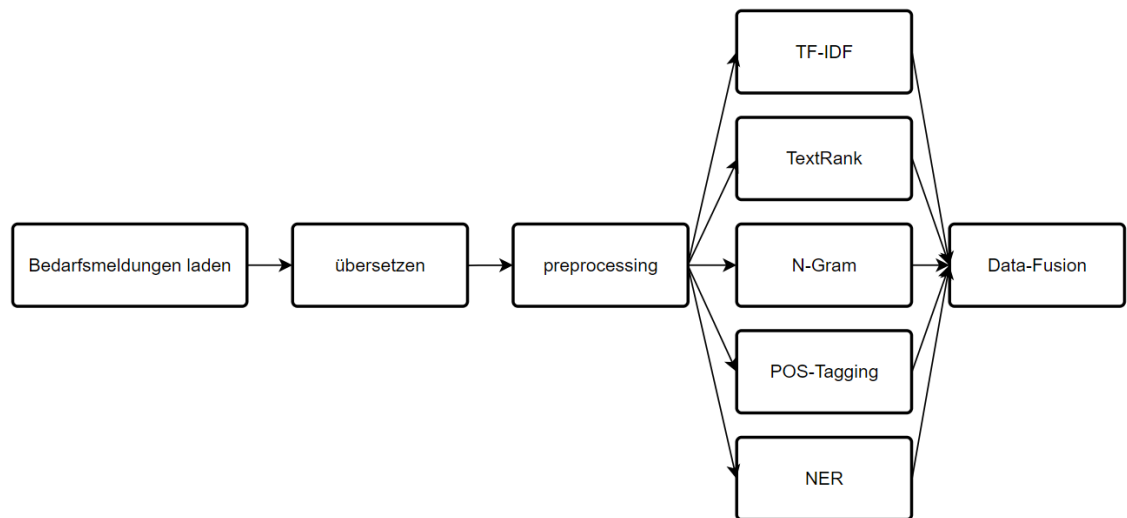 Bedarfsmeldungen laden
übersetzen
preprocessing
TF-IDF
TextRank
N-Gram
POS-Tagging
NER
Data-Fusion